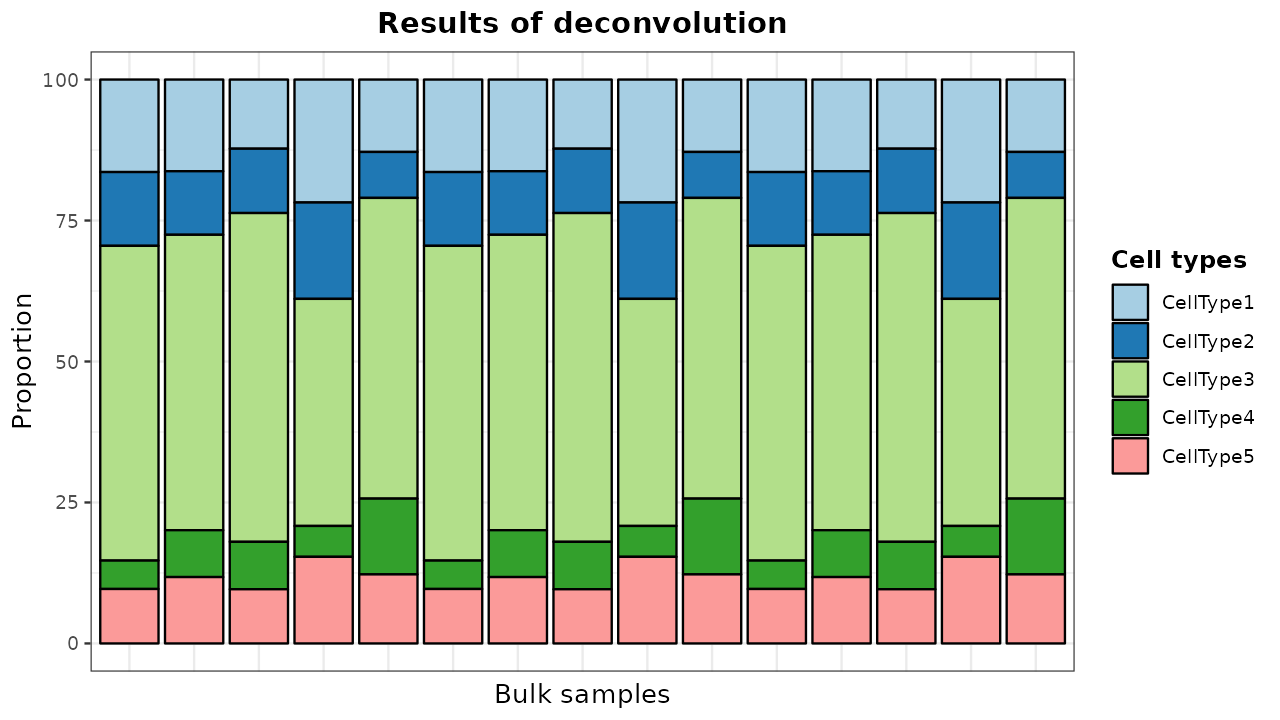 Results of deconvolution
100
75
50
25
0
Proportion
Bulk samples
Cell types
CellType1
CellType2
CellType3
CellType4
CellType5